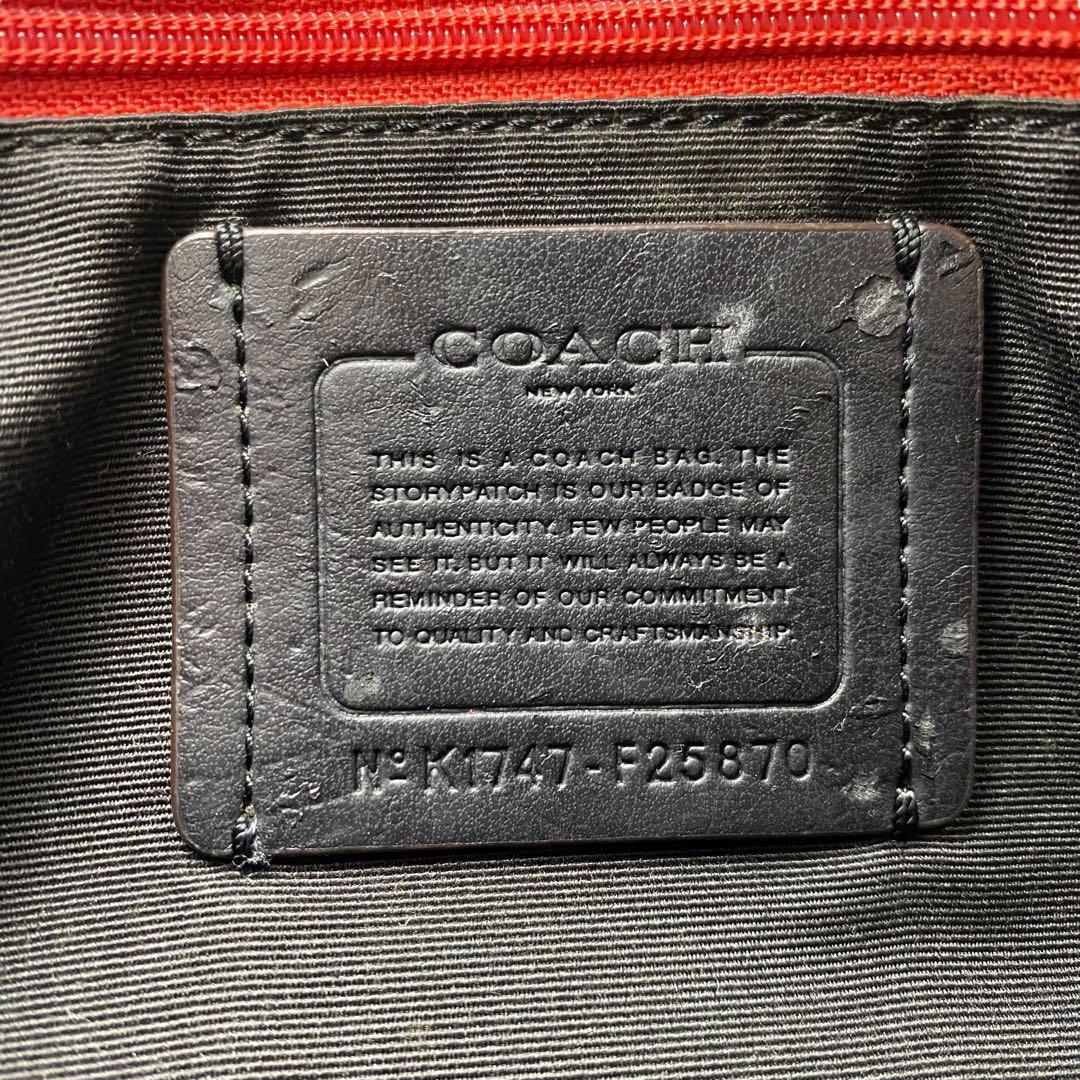 COACH
NEW YORK
THIS IS A COACH BAG. THE
STORYPATCH IS OUR BADGE OF
AUTHENTICITY. FEW PEOPLE MAY
SEE IT. BUT IT WILL ALWAYS BE A
REMINDER OF OUR COMMITMENT
TO QUALITY AND CRAFTSMANSHIP.
Nº K1747-F25870